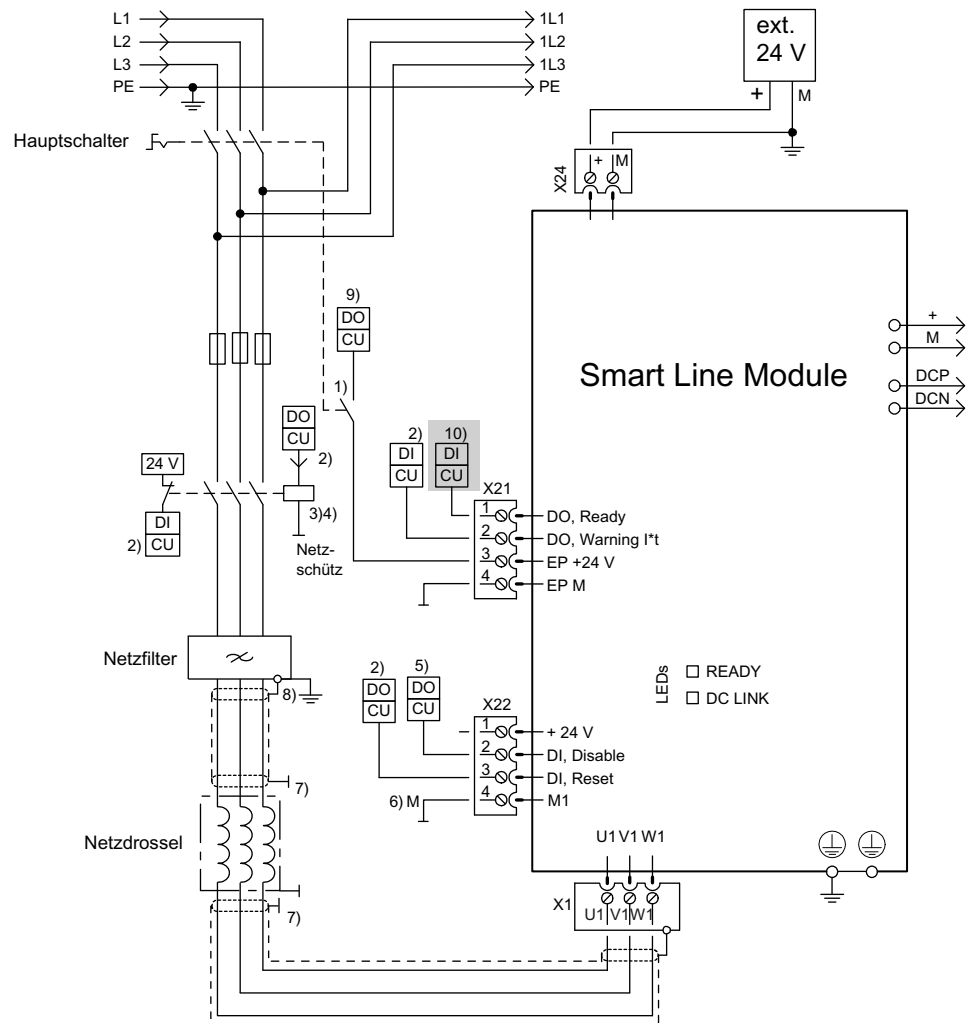 L1
L2
L3
PE
1L1
1L2
1L3
PE
ext.
24 V
+
M
Hauptschalter
X24
+ M
9)
DO
CU
1)
+
M
DCP
DCN
Smart Line Module
DO
CU
2)
24 V
3)4)
DI
CU
2)
Netz-
schütz
2)
DI
CU
10)
DI
CU
X21
1
DO, Ready
2
DO, Warning I*t
3
EP +24 V
4
EP M
Netzfilter
8)
7)
2)
DO
CU
5)
DO
CU
X22
1
+ 24 V
2
DI, Disable
3
DI, Reset
4
M1
6) M
LEDs
READY
DC LINK
Netzdrossel
7)
U1 V1 W1
X1
U1 V1 W1